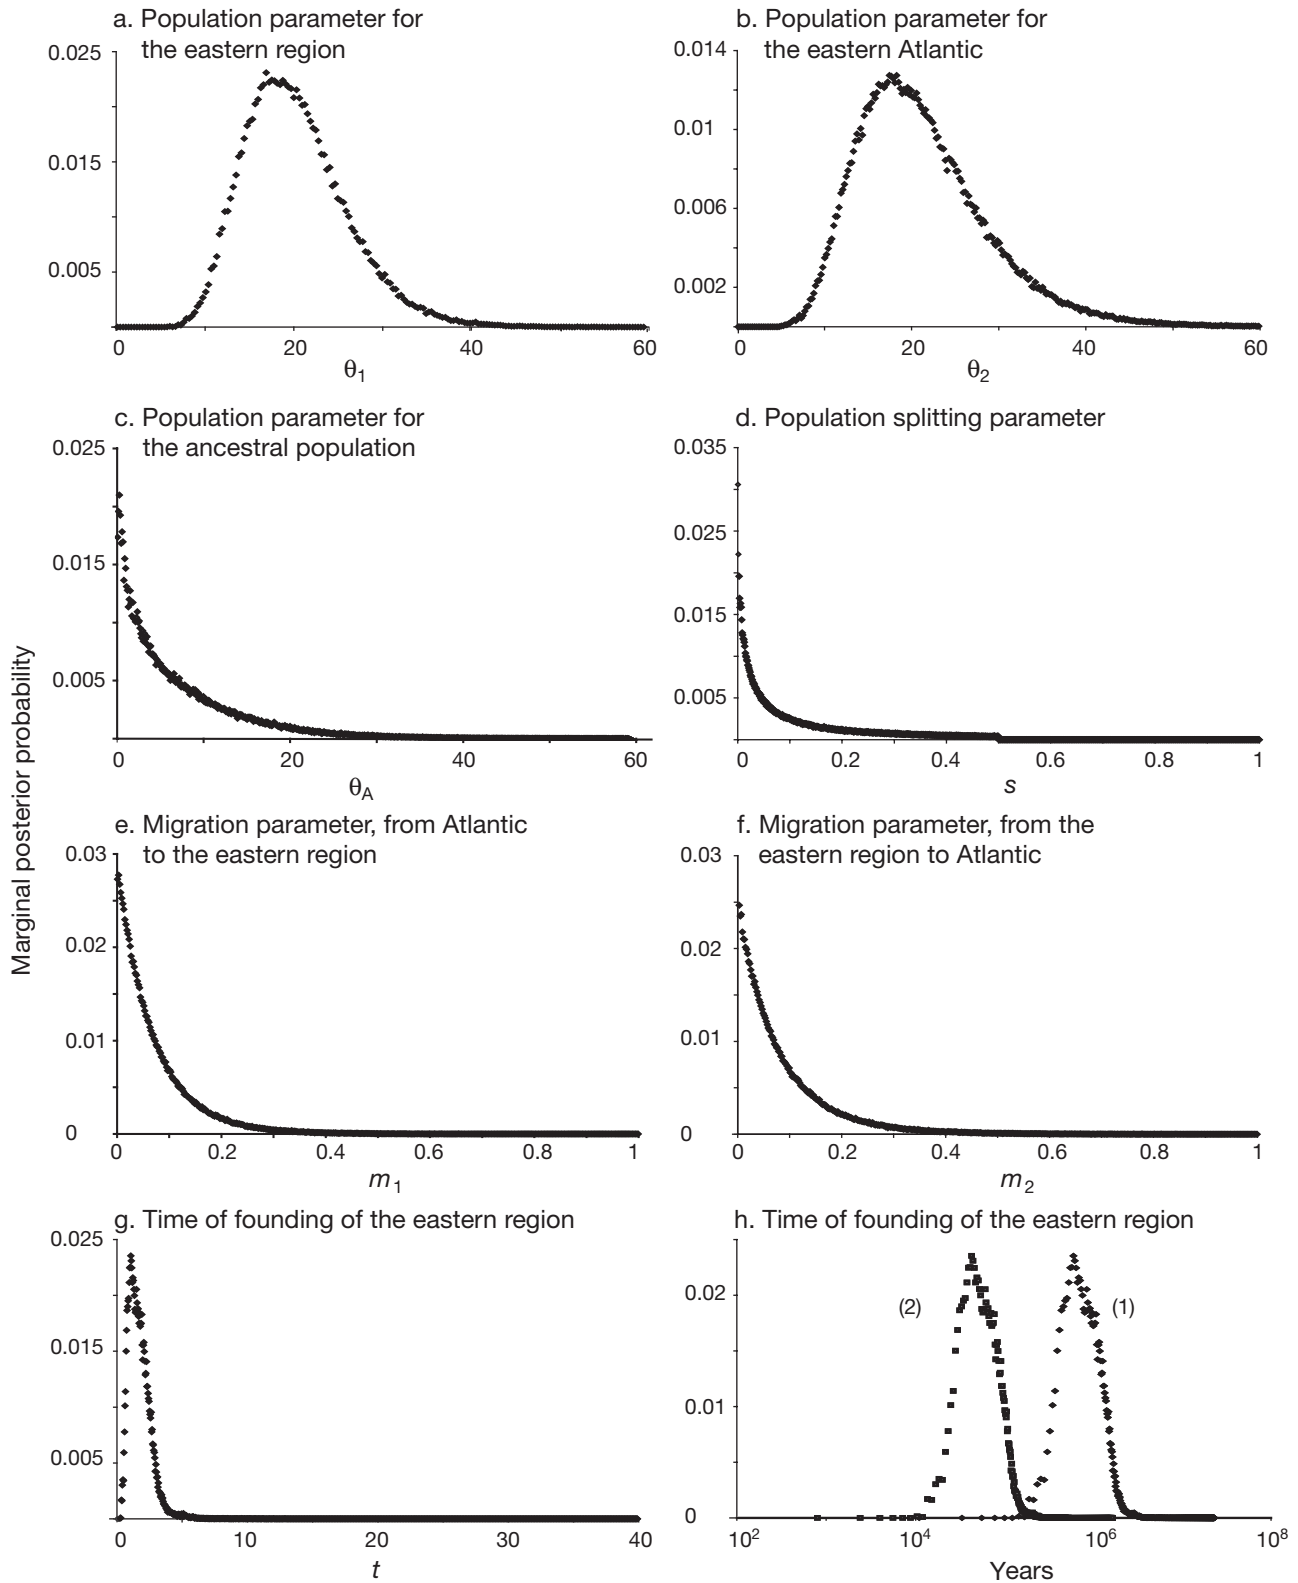 a. Population parameter for
the eastern region
0.025
0.015
0.005
0 20 40 60
θ1
b. Population parameter for
the eastern Atlantic
0.014
0.01
0.006
0.002
0 20 40 60
θ2
c. Population parameter for
the ancestral population
0.025
0.015
0.005
0 20 40 60
θA
d. Population splitting parameter
0.035
0.025
0.015
0.005
0 0.2 0.4 0.6 0.8 1
s
Marginal posterior probability
e. Migration parameter, from Atlantic
to the eastern region
0.03
0.02
0.01
0
0 0.2 0.4 0.6 0.8 1
m1
f. Migration parameter, from the
eastern region to Atlantic
0.03
0.02
0.01
0
0 0.2 0.4 0.6 0.8 1
m2
g. Time of founding of the eastern region
0.025
0.015
0.005
0 10 20 30 40
t
h. Time of founding of the eastern region
0.02
(2) (1)
0.01
0
10² 10⁴ 10⁶ 10⁸
Years